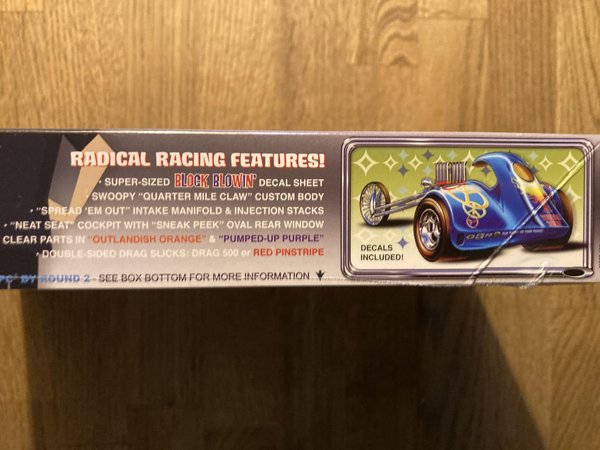 RADICAL RACING FEATURES!
• SUPER-SIZED BLOCK BLOWIN' DECAL SHEET
SWOOPY "QUARTER MILE CLAW" CUSTOM BODY
• "SPREAD 'EM OUT" INTAKE MANIFOLD & INJECTION STACKS
• "NEAT SEAT" COCKPIT WITH "SNEAK PEEK" OVAL REAR WINDOW
CLEAR PARTS IN "OUTLANDISH ORANGE" & "PUMPED-UP PURPLE"
• DOUBLE-SIDED DRAG SLICKS: DRAG 500 or RED PINSTRIPE
BY ROUND 2 - SEE BOX BOTTOM FOR MORE INFORMATION
DECALS
INCLUDED!